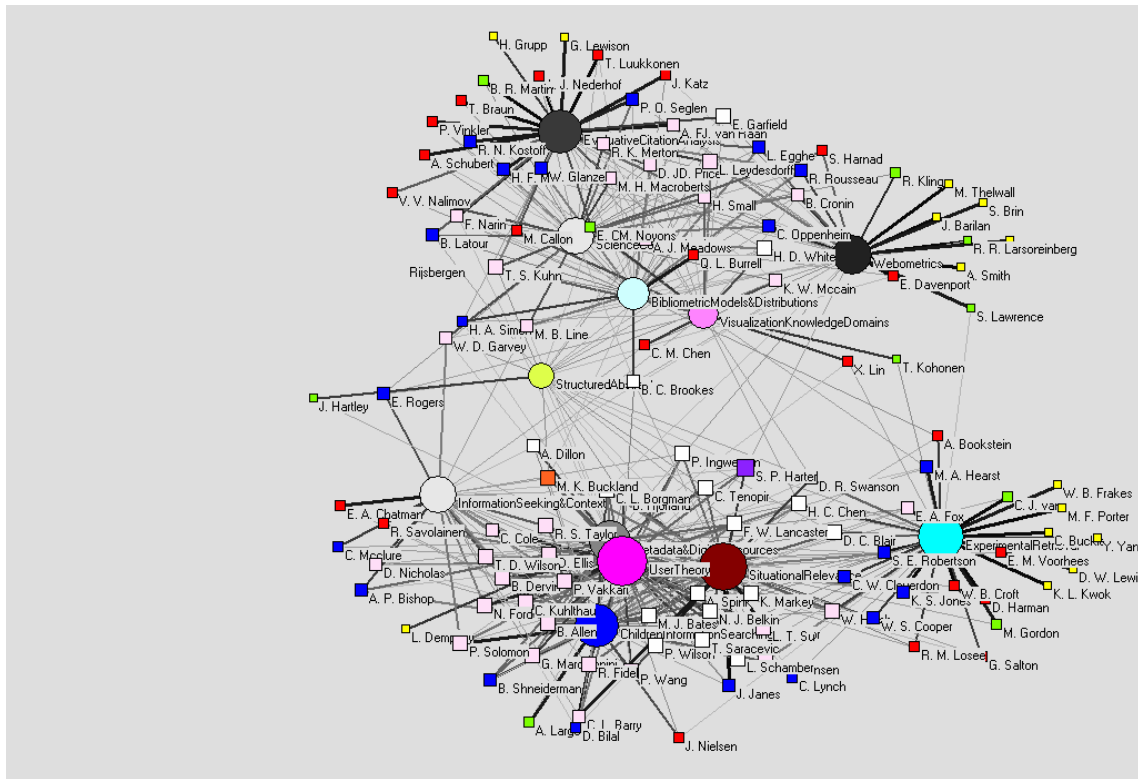 H. Grupp
G. Lewison
T. Luukkonen
J. Nederhof
J. Katz
B. R. Martin
T. Braun
P. O. Seglen
E. Garfield
P. Vinkler
A. FJ. van Raan
EvaluativeCitationAnalysis
R. N. Kostoff
R. K. Merton
L. Egghe
S. Harnad
A. Schubert
H. F. M
W. Glanzel
D. JD. Price
L. Leydesdorff
R. Rousseau
R. Kling
M. H. Macroberts
M. Thelwall
V. V. Nalimov
H. Small
B. Cronin
S. Brin
F. Narin
J. Barilan
E. CM. Noyons
C. Oppenheim
B. Latour
M. Callon
A. J. Meadows
R. R. Larsoreinberg
H. D. White
Q. L. Burrell
Webometrics
Rijsbergen
T. S. Kuhn
A. Smith
E. Davenport
K. W. Mccain
BibliometricModels&Distributions
S. Lawrence
VisualizationKnowledgeDomains
H. A. Simon
M. B. Line
W. D. Garvey
C. M. Chen
X. Lin
T. Kohonen
B. C. Brookes
E. Rogers
J. Hartley
A. Bookstein
A. Dillon
P. Ingwersen
M. A. Hearst
S. P. Harter
M. K. Buckland
D. R. Swanson
C. Tenopir
W. B. Frakes
InformationSeeking&Context
C. L. Borgman
C. J. van
M. F. Porter
E. A. Chatman
E. A. Fox
H. C. Chen
R. Savolainen
C. Cole
R. S. Taylor
F. W. Lancaster
D. C. Blair
ExperimentalRetrieval
C. Buckley
Y. Yang
C. Mcclure
T. D. Wilson
D. Ellis
UserTheory
SituationalRelevance
S. E. Robertson
E. M. Voorhees
D. Nicholas
B. Dervin
P. Vakkari
C. W. Cleverdon
W. B. Croft
D. W. Lewis
K. L. Kwok
A. P. Bishop
A. Spink
K. Markey
K. S. Jones
D. Harman
N. Ford
C. Kuhlthau
M. J. Bates
N. J. Belkin
W. S. Cooper
M. Gordon
L. Dempsey
B. Allen
ChildrenInformationSearching
P. Solomon
P. Wilson
T. Saracevic
R. M. Losee
G. Salton
R. Fidel
P. Wang
L. Schamber
B. Shneiderman
J. Janes
C. Lynch
A. Large
C. L. Barry
D. Bilal
J. Nielsen